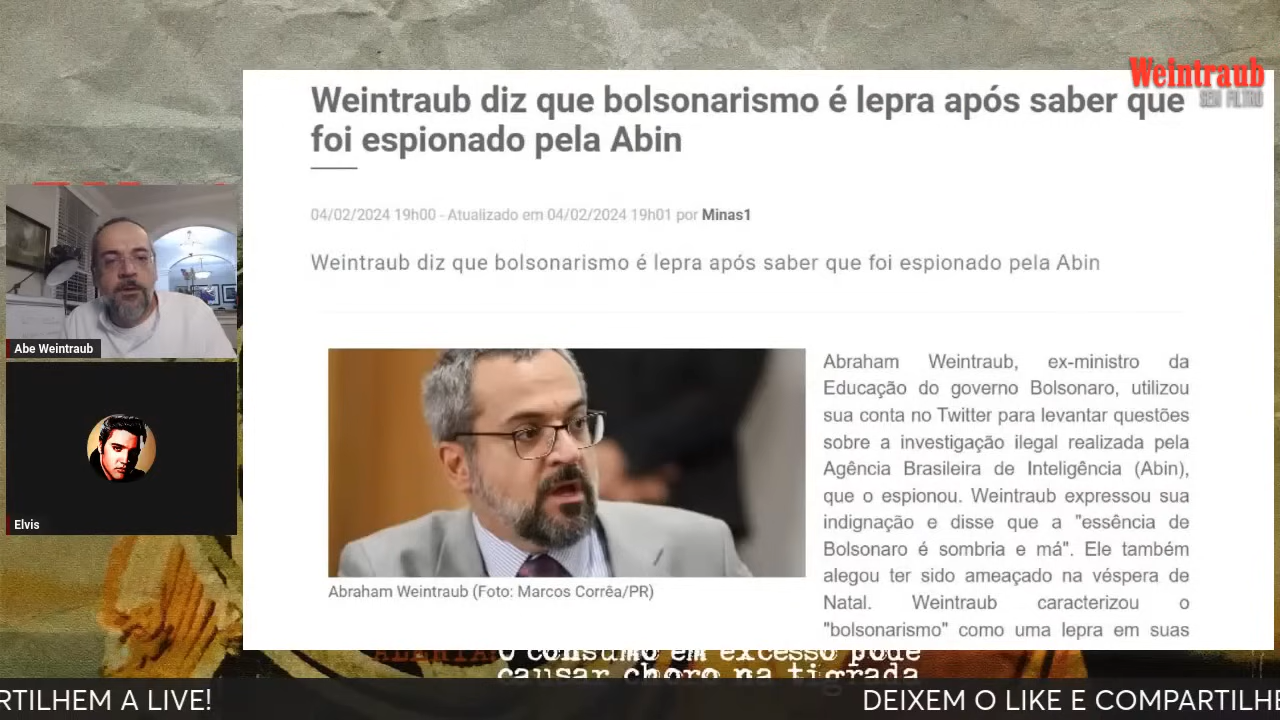 Weintraub
SEM FILTRO
Weintraub diz que bolsonarismo é lepra após saber que
foi espionado pela Abin
04/02/2024 19h00 - Atualizado em 04/02/2024 19h01 por Minas1
Weintraub diz que bolsonarismo é lepra após saber que foi espionado pela Abin
Abraham Weintraub, ex-ministro da
Educação do governo Bolsonaro, utilizou
sua conta no Twitter para levantar questões
sobre a investigação ilegal realizada pela
Agência Brasileira de Inteligência (Abin),
que o espionou. Weintraub expressou sua
indignação e disse que a "essência de
Bolsonaro é sombria e má". Ele também
alegou ter sido ameaçado na véspera de
Natal. Weintraub caracterizou o
"bolsonarismo" como uma lepra em suas
Abraham Weintraub (Foto: Marcos Corrêa/PR)
Abe Weintraub
Elvis
ALERTA: O consumo em excesso pode
causar choro na tigrada
RTILHEM A LIVE!
DEIXEM O LIKE E COMPARTILHE